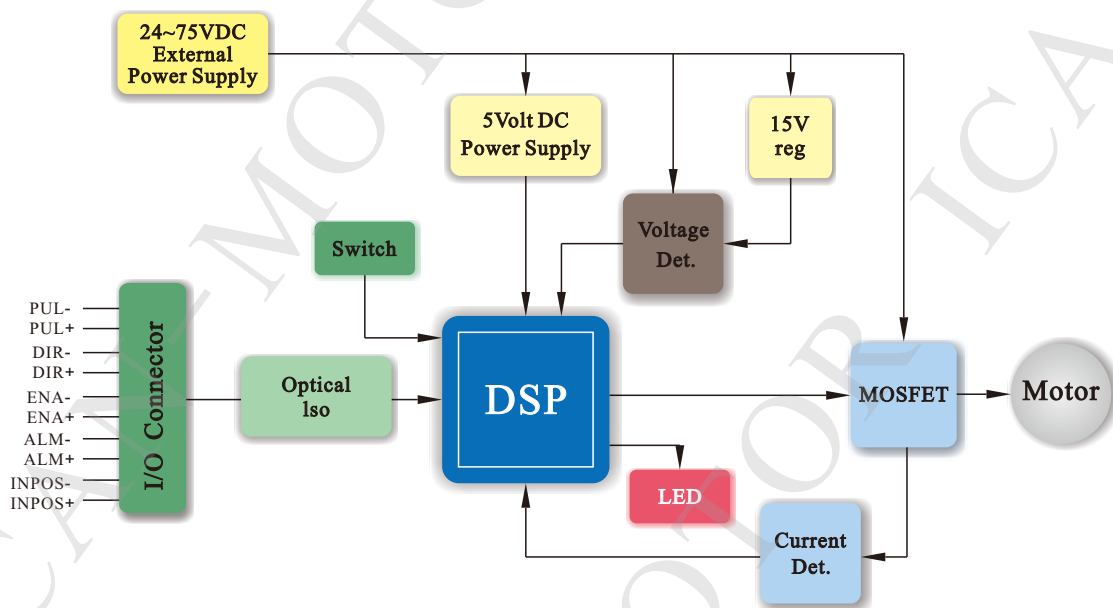 24~75VDC
External
Power Supply
5Volt DC
Power Supply
15V
reg
Voltage
Det.
Switch
PUL-
PUL+
DIR-
DIR+
ENA-
ENA+
ALM-
ALM+
INPOS-
INPOS+
I/O Connector
Optical
lso
DSP
MOSFET
Motor
LED
Current
Det.